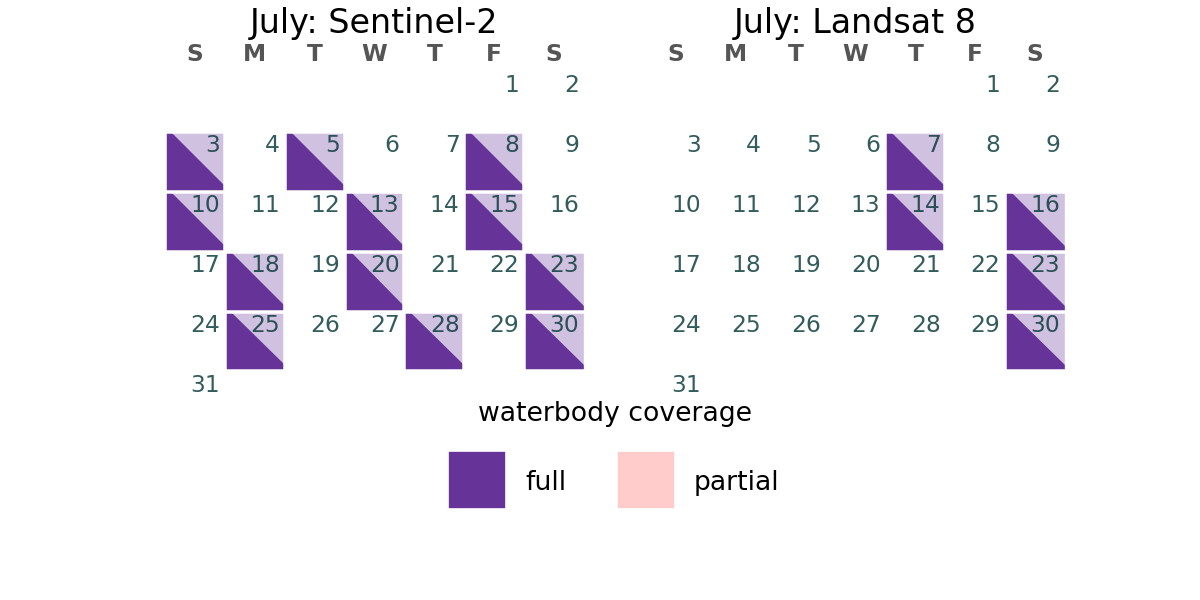 July: Sentinel-2
S M T W T F S
1 2
3 4 5 6 7 8 9
10 11 12 13 14 15 16
17 18 19 20 21 22 23
24 25 26 27 28 29 30
31
July: Landsat 8
S M T W T F S
1 2
3 4 5 6 7 8 9
10 11 12 13 14 15 16
17 18 19 20 21 22 23
24 25 26 27 28 29 30
31
waterbody coverage
full
partial